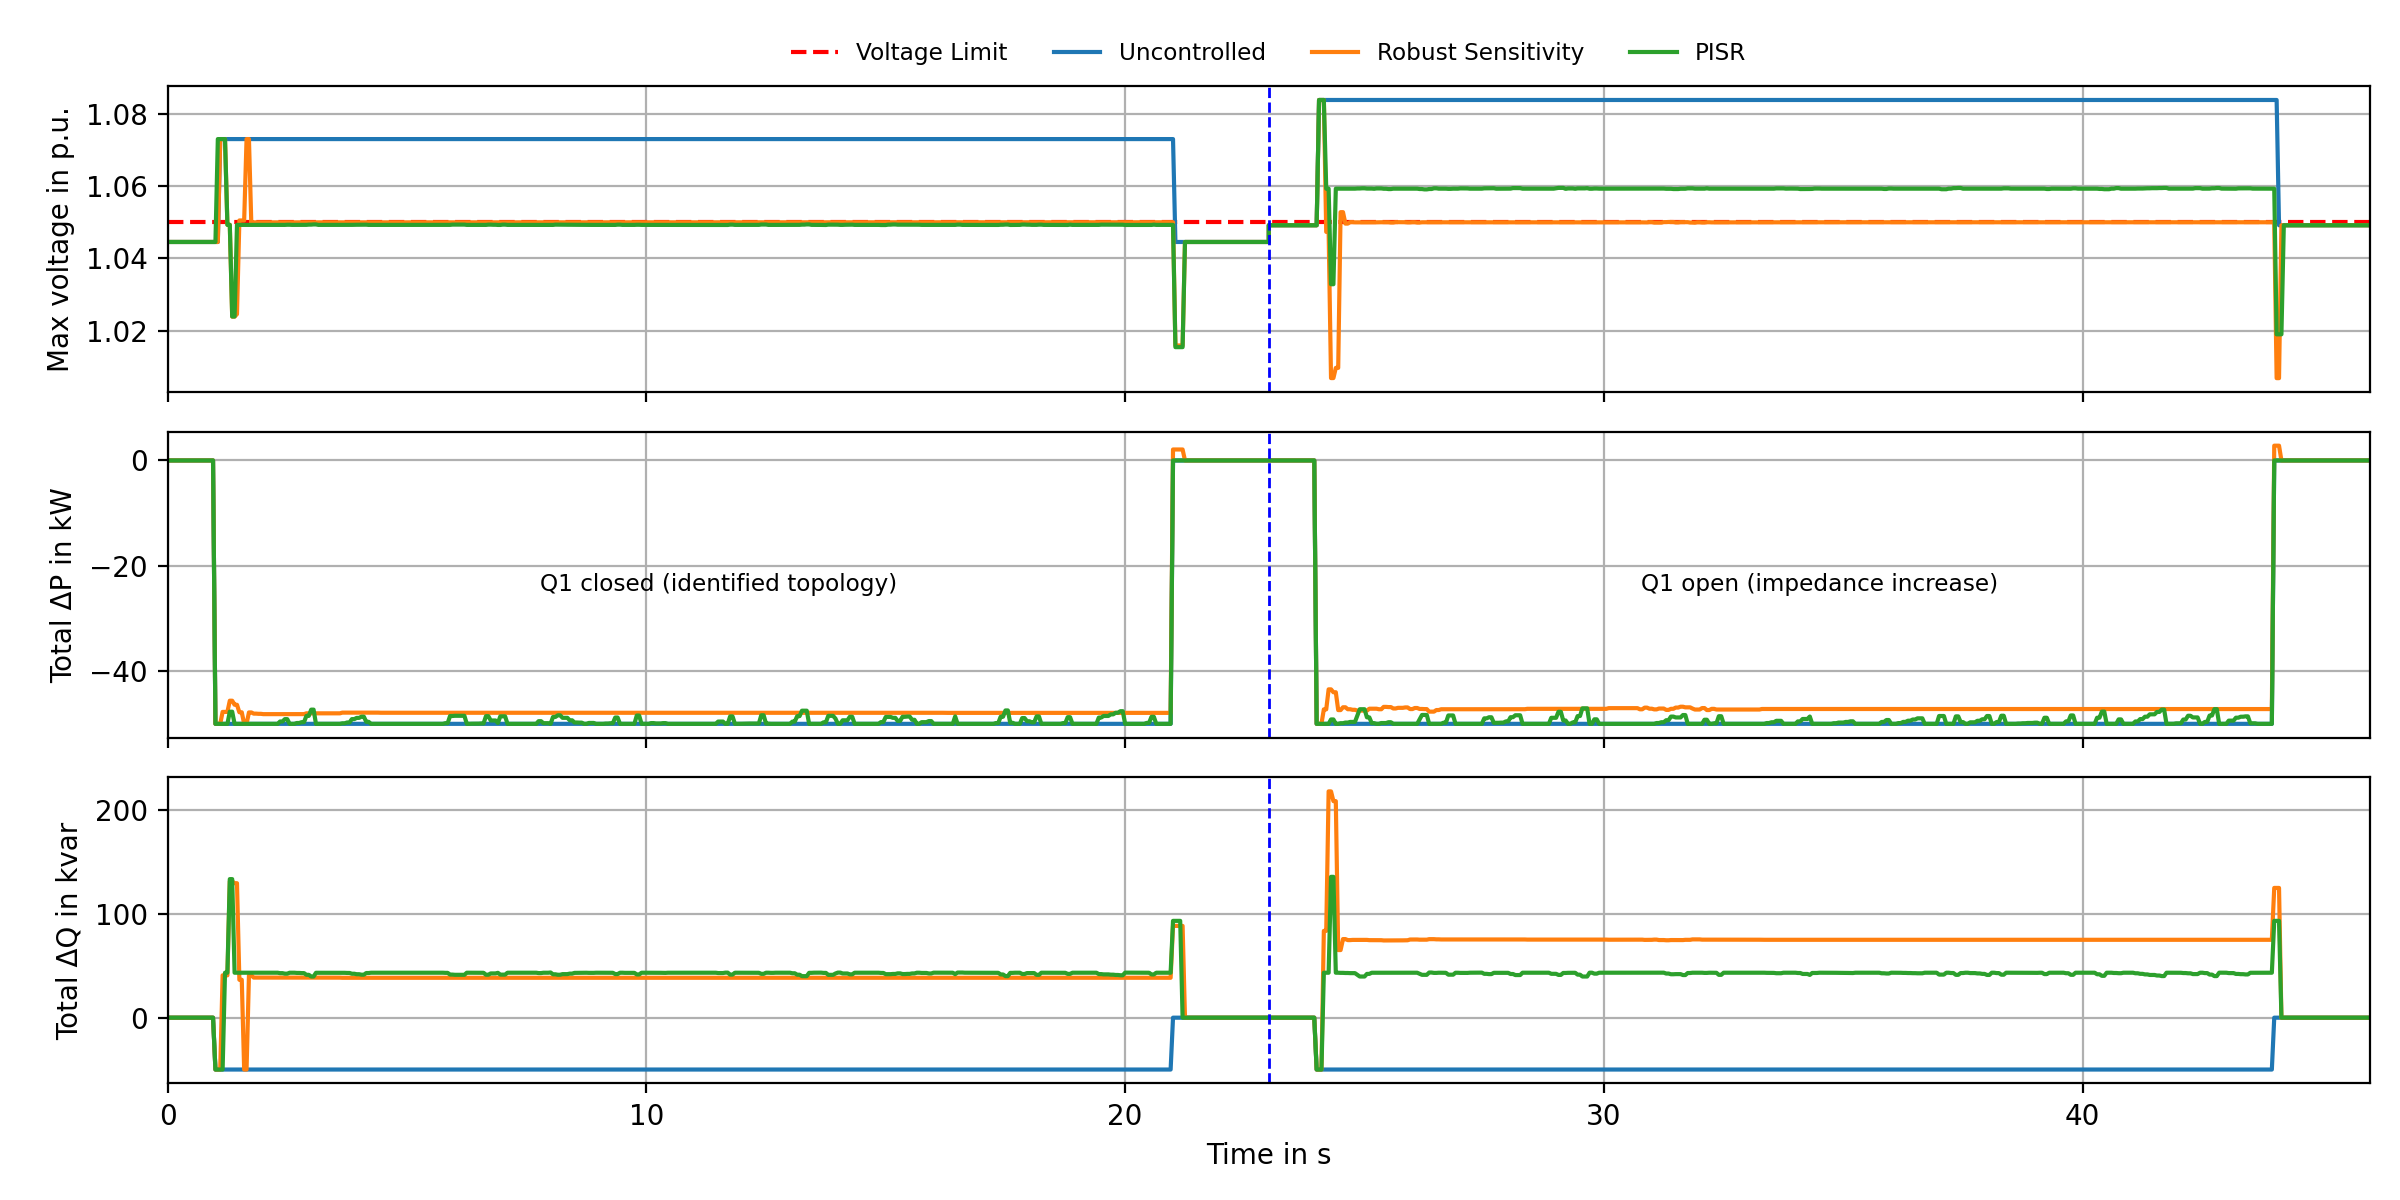 Voltage Limit Uncontrolled Robust Sensitivity PISR
Max voltage in p.u.
1.08
1.06
1.04
1.02
Total ΔP in kW
0
−20
−40
Q1 closed (identified topology) Q1 open (impedance increase)
Total ΔQ in kvar
200
100
0
0 10 20 30 40
Time in s